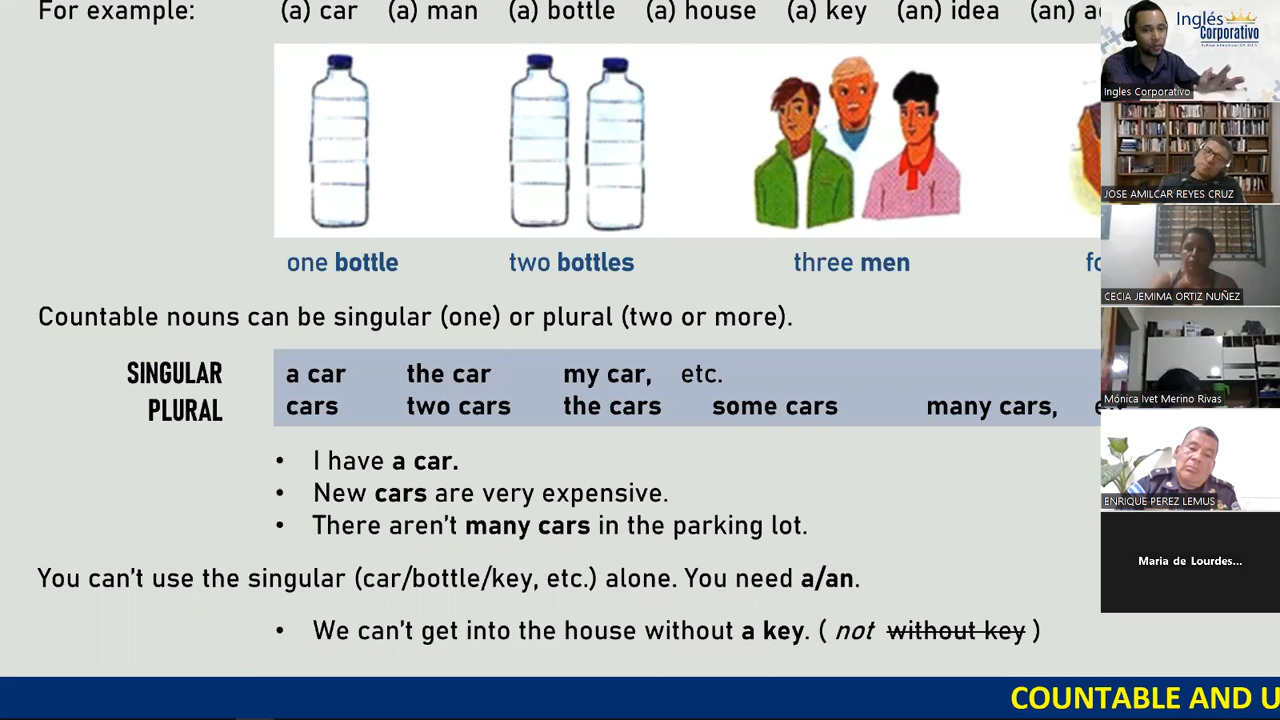 For example: (a) car (a) man (a) bottle (a) house (a) key (an) idea (an)
one bottle two bottles three men
Countable nouns can be singular (one) or plural (two or more).
SINGULAR a car the car my car, etc.
PLURAL cars two cars the cars some cars many cars,
• I have a car.
• New cars are very expensive.
• There aren't many cars in the parking lot.
You can't use the singular (car/bottle/key, etc.) alone. You need a/an.
• We can't get into the house without a key. ( not without key )
COUNTABLE AND U
Inglés
Corporativo
Ingles Corporativo
JOSE AMILCAR REYES CRUZ
CECIA JEMIMA ORTIZ NUÑEZ
Mónica Ivet Merino Rivas
ENRIQUE PEREZ LEMUS
Maria de Lourdes...